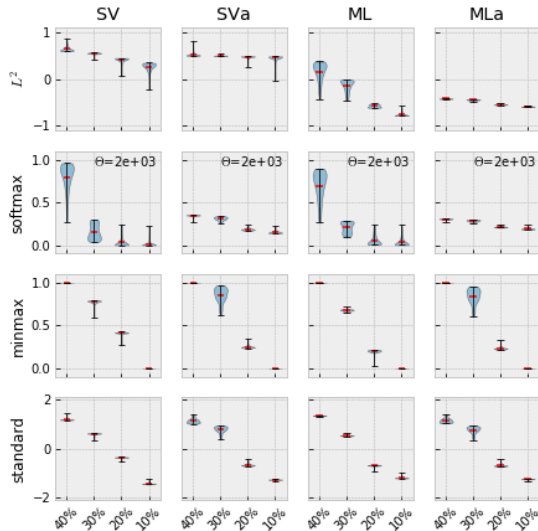 SV SVa ML MLa
L²
1
0
−1
softmax
1.0
0.5
0.0
Θ=2e+03 Θ=2e+03 Θ=2e+03 Θ=2e+03
minmax
1.0
0.5
0.0
standard
2
0
−2
40% 30% 20% 10% 40% 30% 20% 10% 40% 30% 20% 10% 40% 30% 20% 10%